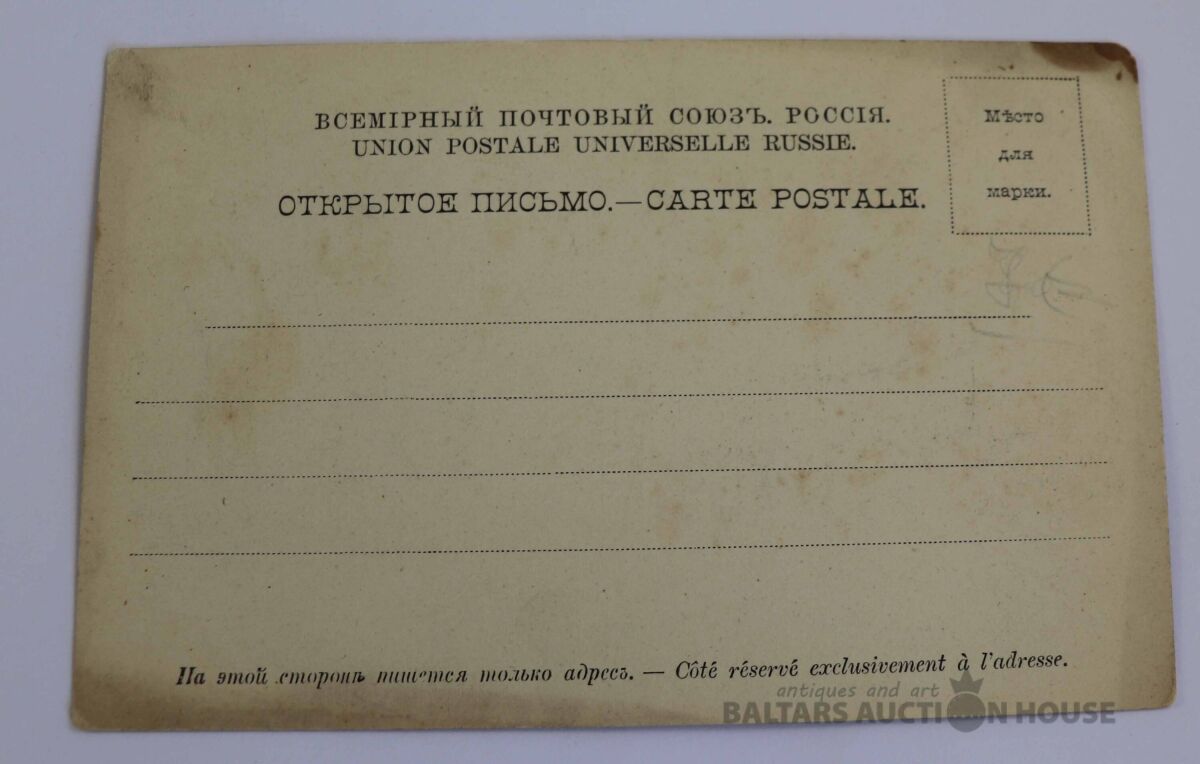 ВСЕМІРНЫЙ ПОЧТОВЫЙ СОЮЗЪ. РОССІЯ.
UNION POSTALE UNIVERSELLE RUSSIE.
ОТКРЫТОЕ ПИСЬМО.—CARTE POSTALE.
Мѣсто
для
марки.
На этой сторонѣ пишется только адресъ. — Côté réservé exclusivement à l'adresse.
antiques and art
BALTARS AUCTION HOUSE